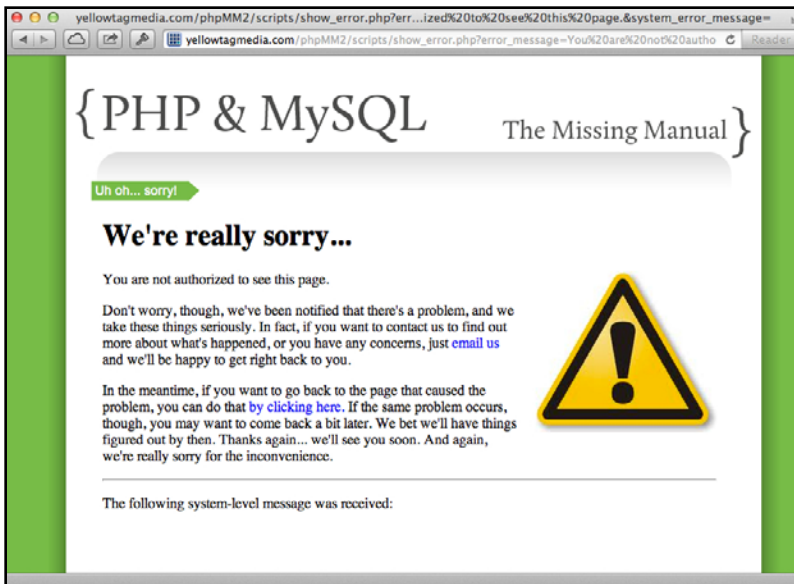 yellowtagmedia.com/phpMM2/scripts/show_error.php?err...ized%20to%20see%20this%20page.&system_error_message=
yellowtagmedia.com/phpMM2/scripts/show_error.php?error_message=You%20are%20not%20autho Reader
{PHP & MySQL
The Missing Manual}
Uh oh... sorry!
We're really sorry...
You are not authorized to see this page.
Don't worry, though, we've been notified that there's a problem, and we
take these things seriously. In fact, if you want to contact us to find out
more about what's happened, or you have any concerns, just email us
and we'll be happy to get right back to you.
In the meantime, if you want to go back to the page that caused the
problem, you can do that by clicking here. If the same problem occurs,
though, you may want to come back a bit later. We bet we'll have things
figured out by then. Thanks again... we'll see you soon. And again,
we're really sorry for the inconvenience.
The following system-level message was received: